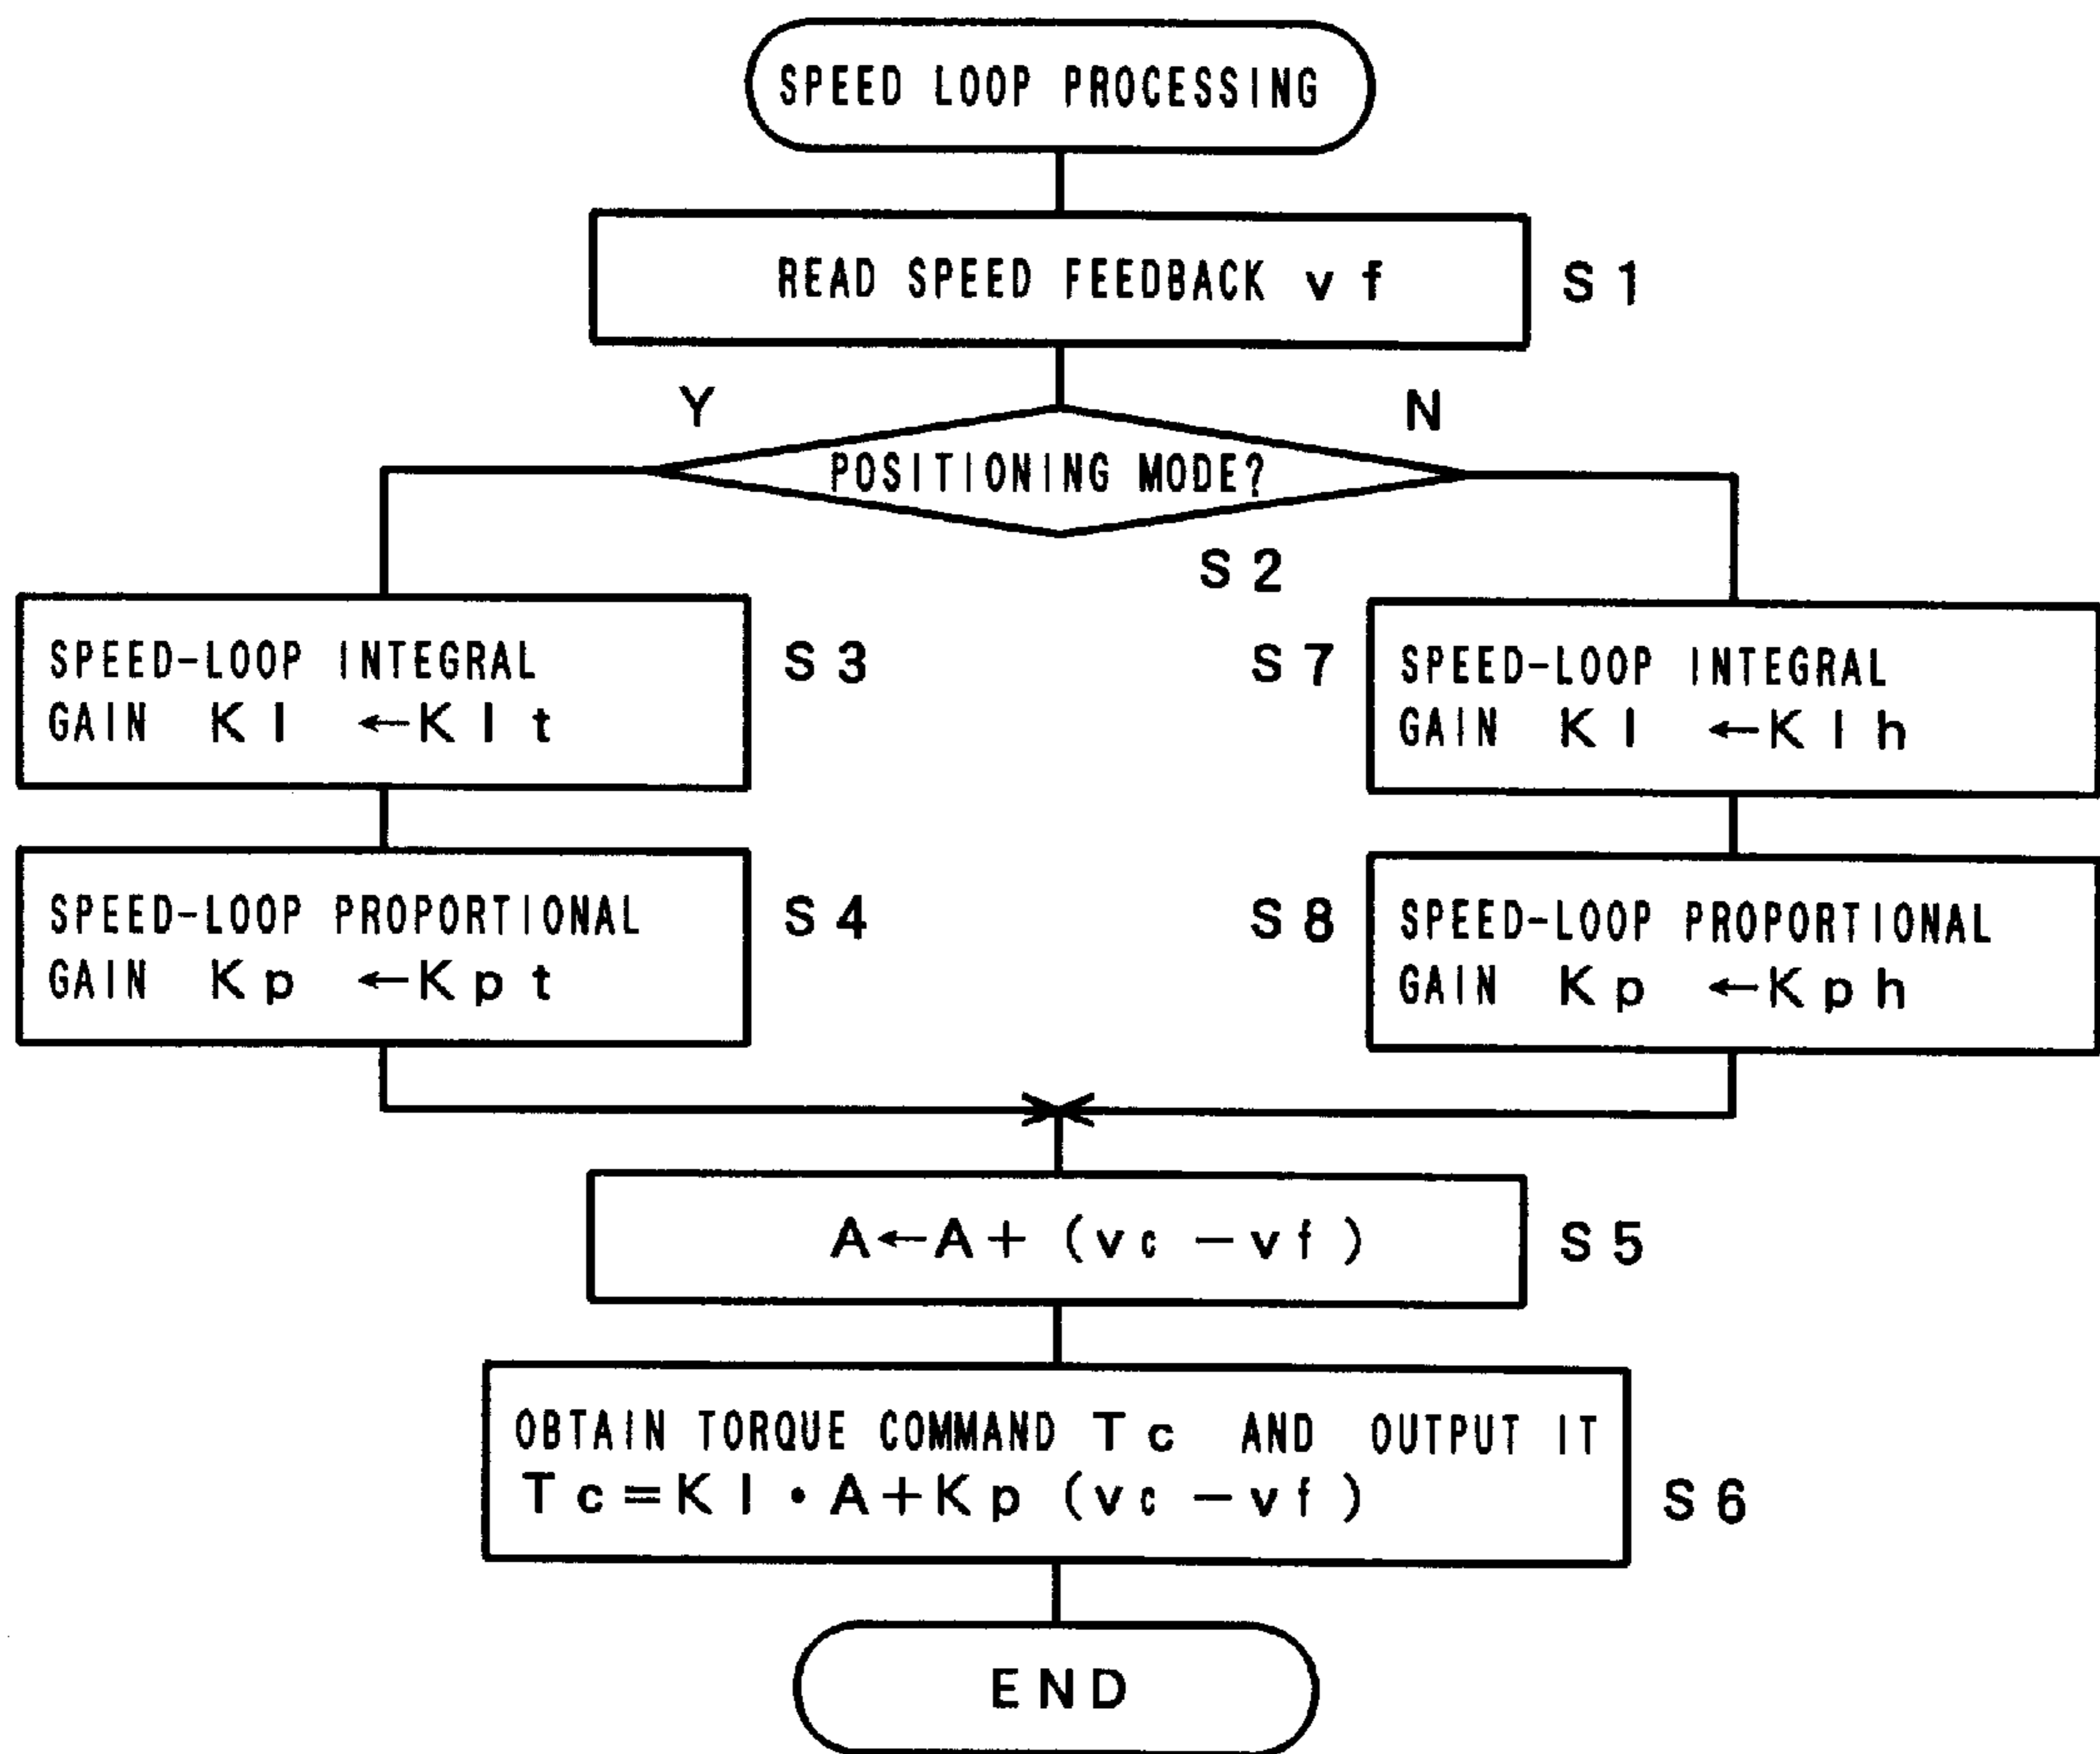 SPEED LOOP PROCESSING
READ SPEED FEEDBACK vf
S1
Y
N
POSITIONING MODE?
S2
SPEED-LOOP INTEGRAL
GAIN KI ←KIt
S3
S7
SPEED-LOOP INTEGRAL
GAIN KI ←KIh
SPEED-LOOP PROPORTIONAL
GAIN Kp ←Kpt
S4
S8
SPEED-LOOP PROPORTIONAL
GAIN Kp ←Kph
A←A+(vc-vf)
S5
OBTAIN TORQUE COMMAND Tc AND OUTPUT IT
Tc=KI·A+Kp(vc-vf)
S6
END